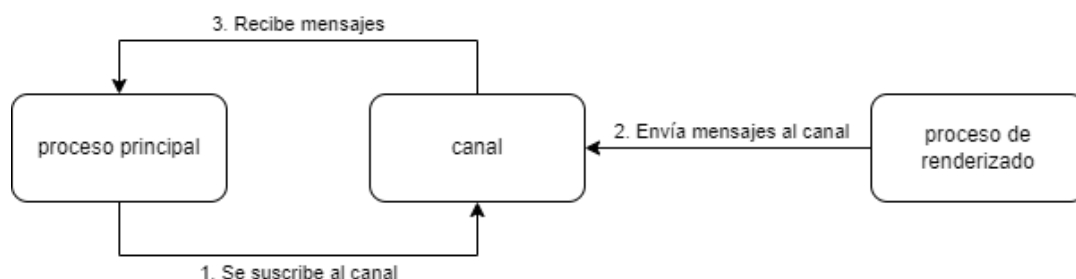 3. Recibe mensajes
proceso principal
canal
2. Envía mensajes al canal
proceso de
renderizado
1. Se suscribe al canal